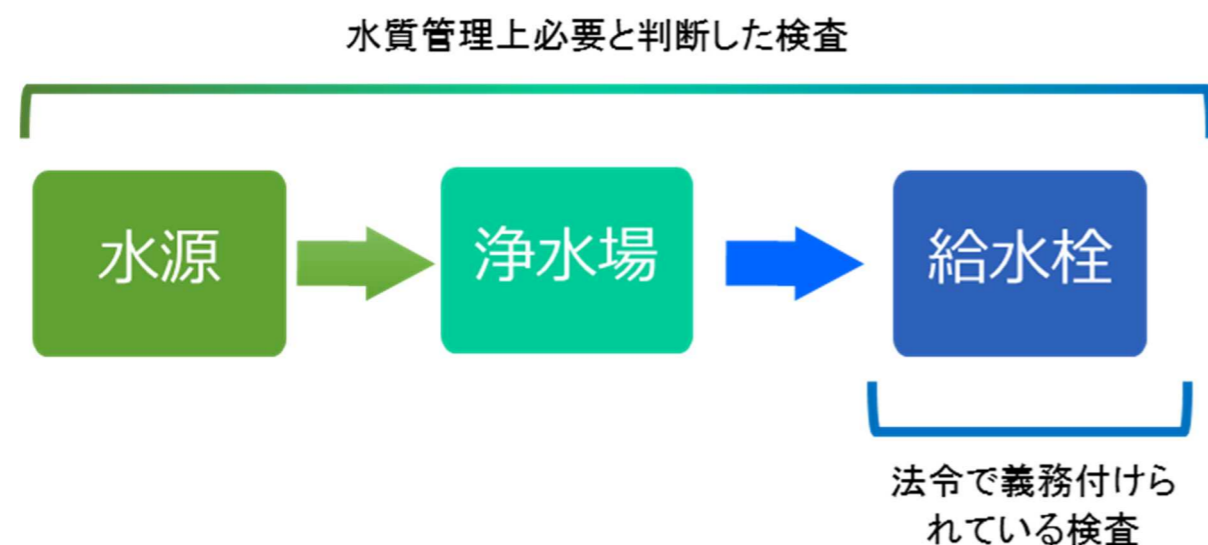 水質管理上必要と判断した検査
水源
浄水場
給水栓
法令で義務付けら
れている検査